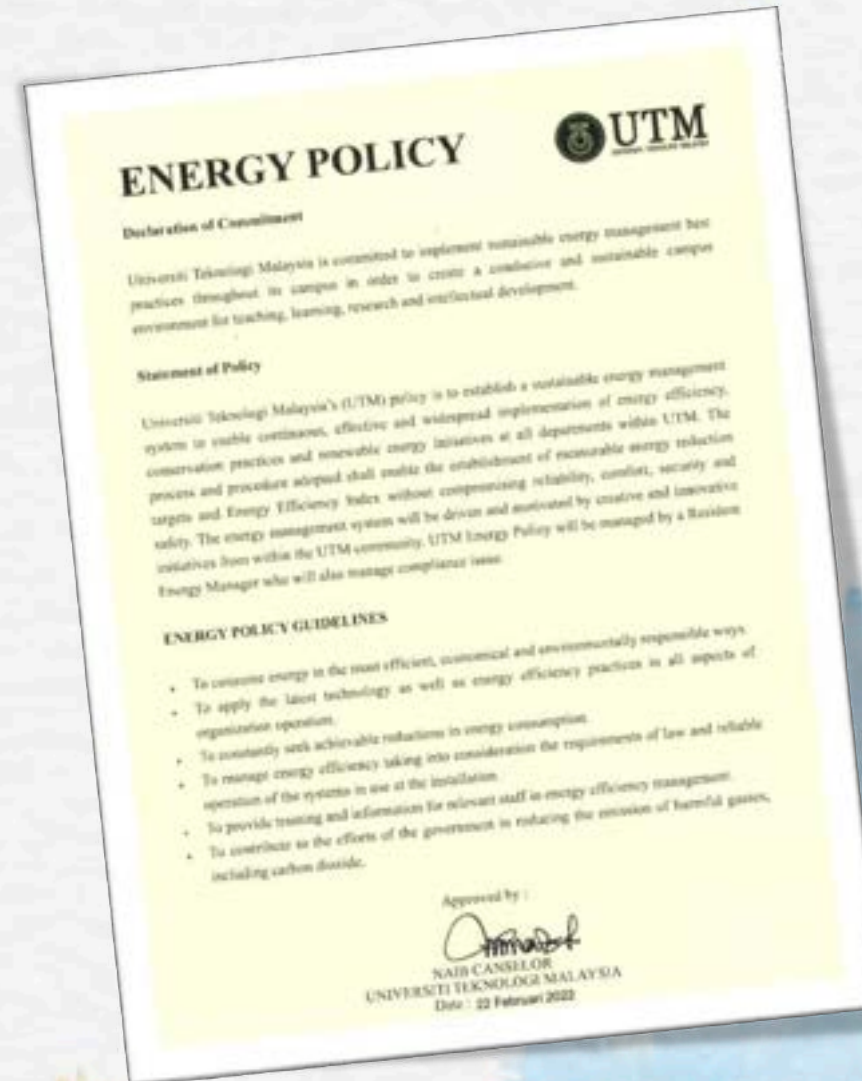 ENERGY POLICY
UTM
Declaration of Commitment
Universiti Teknologi Malaysia is committed to implement sustainable energy management best
practices throughout its campus in order to create a conducive and sustainable campus
environment for teaching, learning, research and intellectual development.
Statement of Policy
Universiti Teknologi Malaysia's (UTM) policy is to establish a sustainable energy management
system to enable continuous, effective and widespread implementation of energy efficiency,
conservation practices and renewable energy initiatives at all departments within UTM. The
process and procedure adopted shall enable the establishment of measurable energy reduction
targets and Energy Efficiency Index without compromising reliability, comfort, security and
safety. The energy management system will be driven and motivated by creative and innovative
initiatives from within the UTM community. UTM Energy Policy will be managed by a Resident
Energy Manager who will also manage compliance issue.
ENERGY POLICY GUIDELINES
• To consume energy in the most efficient, economical and environmentally responsible ways.
• To apply the latest technology as well as energy efficiency practices in all aspects of
organization operation.
• To constantly seek achievable reductions in energy consumption.
• To manage energy efficiency taking into consideration the requirements of law and reliable
operation of the systems in use at the installation.
• To provide training and information for relevant staff in energy efficiency management.
• To contribute to the efforts of the government in reducing the emission of harmful gasses,
including carbon dioxide.
Approved by :
NAIB CANSELOR
UNIVERSITI TEKNOLOGI MALAYSIA
Date : 22 Februari 2022